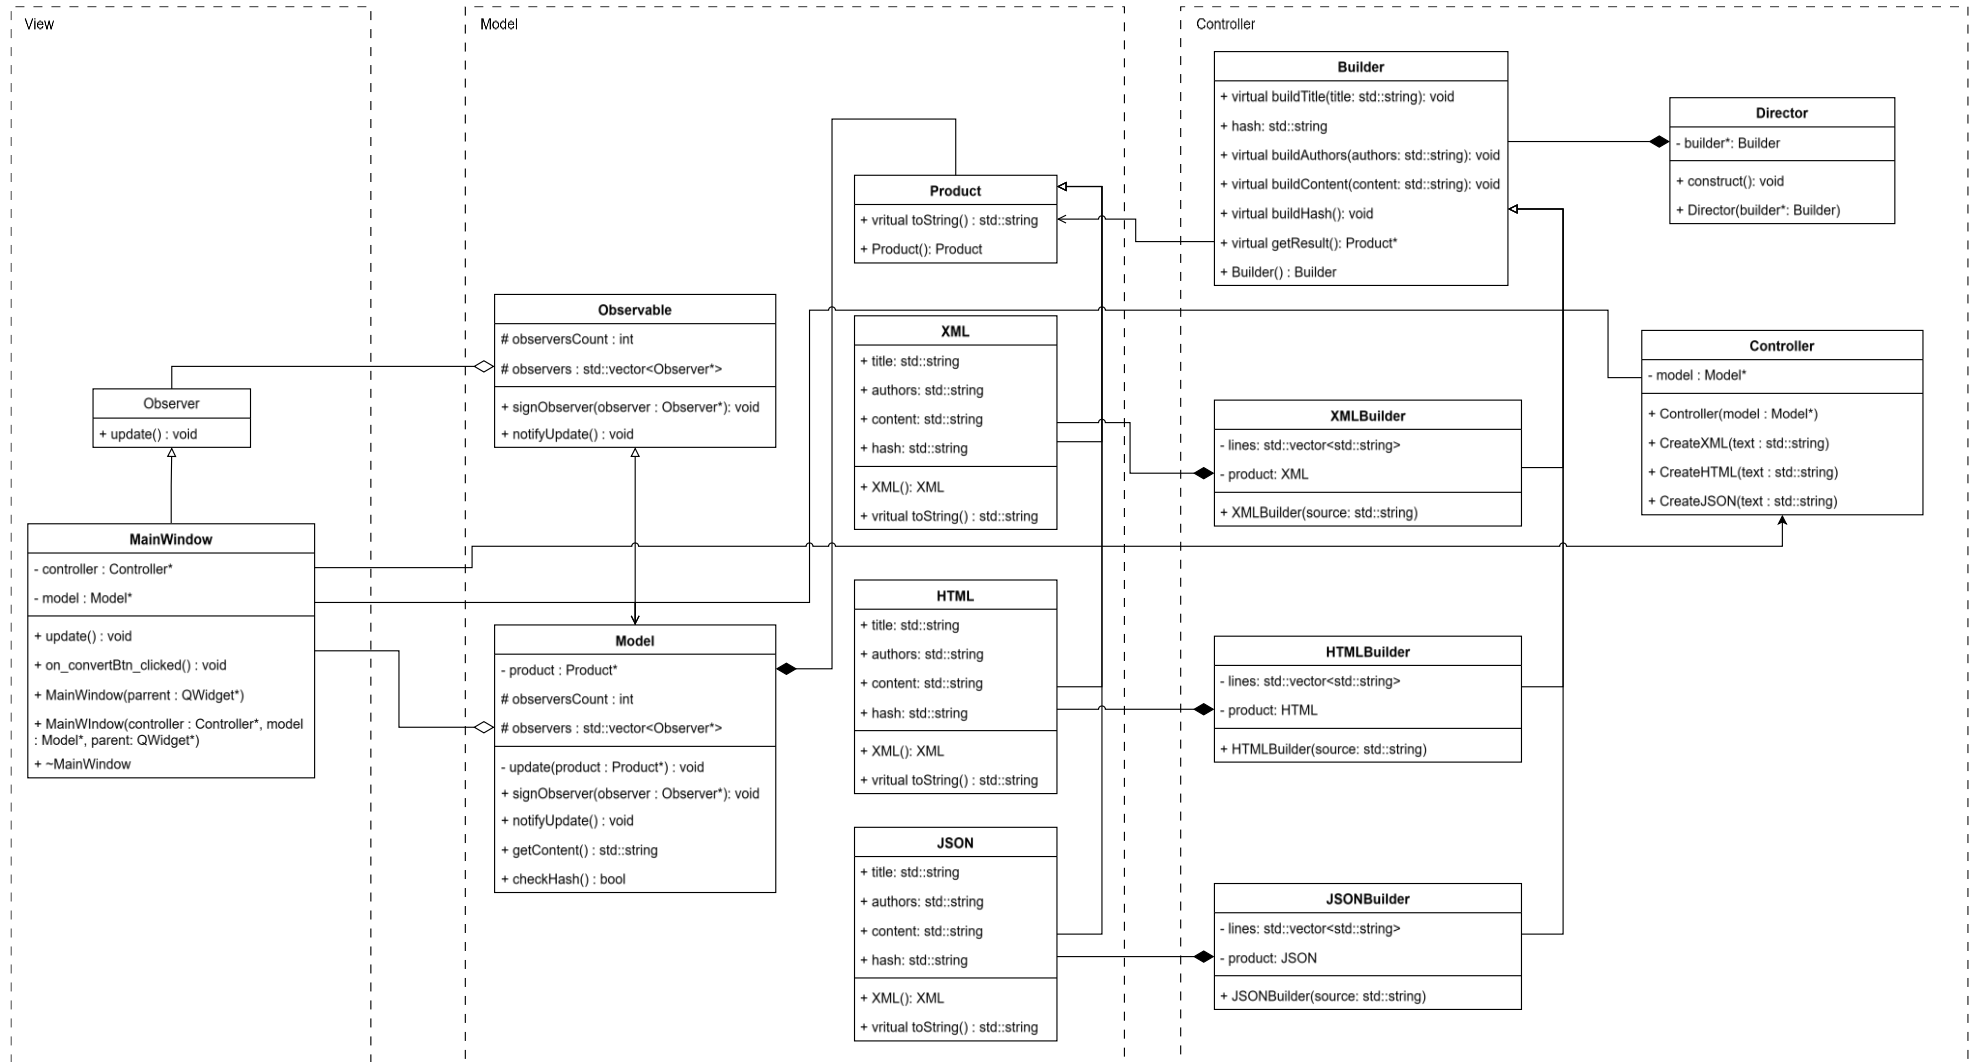 View
Model
Controller
Builder
+ virtual buildTitle(title: std::string): void
+ hash: std::string
+ virtual buildAuthors(authors: std::string): void
+ virtual buildContent(content: std::string): void
+ virtual buildHash(): void
+ virtual getResult(): Product*
+ Builder() : Builder
Director
- builder*: Builder
+ construct(): void
+ Director(builder*: Builder)
Product
+ vritual toString() : std::string
+ Product(): Product
Observable
# observersCount : int
# observers : std::vector<Observer*>
+ signObserver(observer : Observer*): void
+ notifyUpdate() : void
XML
+ title: std::string
+ authors: std::string
+ content: std::string
+ hash: std::string
+ XML(): XML
+ vritual toString() : std::string
Controller
- model : Model*
+ Controller(model : Model*)
+ CreateXML(text : std::string)
+ CreateHTML(text : std::string)
+ CreateJSON(text : std::string)
Observer
+ update() : void
XMLBuilder
- lines: std::vector<std::string>
- product: XML
+ XMLBuilder(source: std::string)
MainWindow
- controller : Controller*
- model : Model*
+ update() : void
+ on_convertBtn_clicked() : void
+ MainWindow(parrent : QWidget*)
+ MainWIndow(controller : Controller*, model
: Model*, parent: QWidget*)
+ ~MainWindow
Model
- product : Product*
# observersCount : int
# observers : std::vector<Observer*>
- update(product : Product*) : void
+ signObserver(observer : Observer*): void
+ notifyUpdate() : void
+ getContent() : std::string
+ checkHash() : bool
HTML
+ title: std::string
+ authors: std::string
+ content: std::string
+ hash: std::string
+ XML(): XML
+ vritual toString() : std::string
HTMLBuilder
- lines: std::vector<std::string>
- product: HTML
+ HTMLBuilder(source: std::string)
JSON
+ title: std::string
+ authors: std::string
+ content: std::string
+ hash: std::string
+ XML(): XML
+ vritual toString() : std::string
JSONBuilder
- lines: std::vector<std::string>
- product: JSON
+ JSONBuilder(source: std::string)